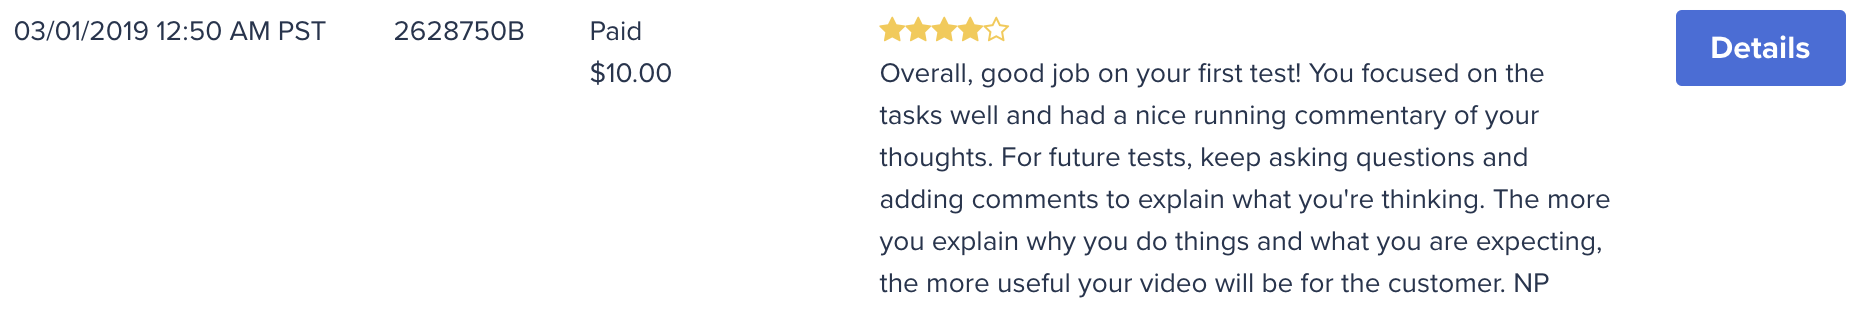 03/01/2019 12:50 AM PST
2628750B
Paid
$10.00
Overall, good job on your first test! You focused on the
tasks well and had a nice running commentary of your
thoughts. For future tests, keep asking questions and
adding comments to explain what you're thinking. The more
you explain why you do things and what you are expecting,
the more useful your video will be for the customer. NP
Details